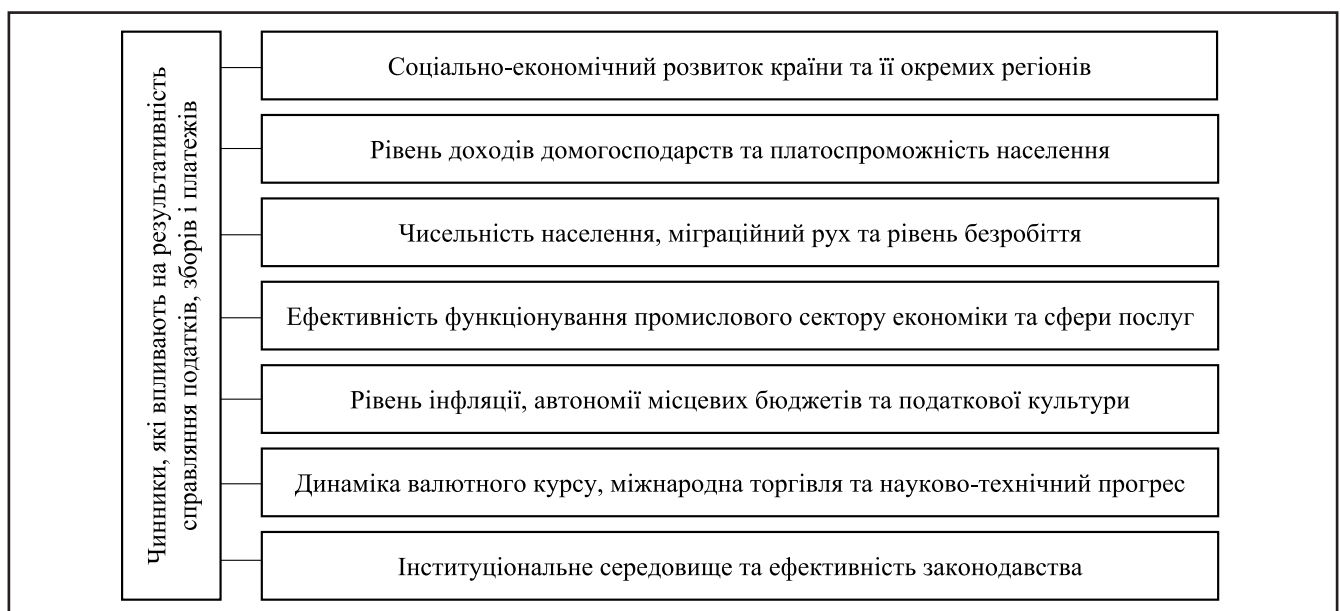 Чинники, які впливають на результативність
справляння податків, зборів і платежів
Соціально-економічний розвиток країни та її окремих регіонів
Рівень доходів домогосподарств та платоспроможність населення
Чисельність населення, міграційний рух та рівень безробіття
Ефективність функціонування промислового сектору економіки та сфери послуг
Рівень інфляції, автономії місцевих бюджетів та податкової культури
Динаміка валютного курсу, міжнародна торгівля та науково-технічний прогрес
Інституціональне середовище та ефективність законодавства